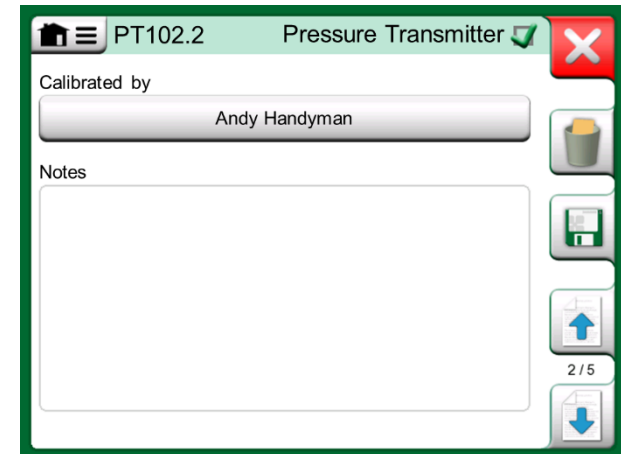 PT102.2 Pressure Transmitter
Calibrated by
Andy Handyman
Notes
2 / 5